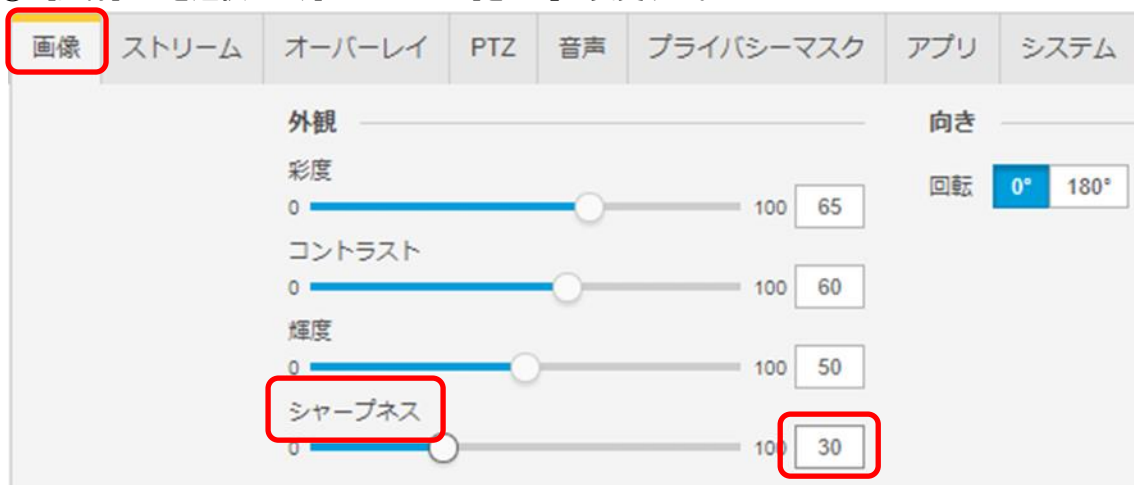 画像 ストリーム オーバーレイ PTZ 音声 プライバシーマスク アプリ システム
外観 向き
彩度
0 100 65
回転 0° 180°
コントラスト
0 100 60
輝度
0 100 50
シャープネス
0 100 30